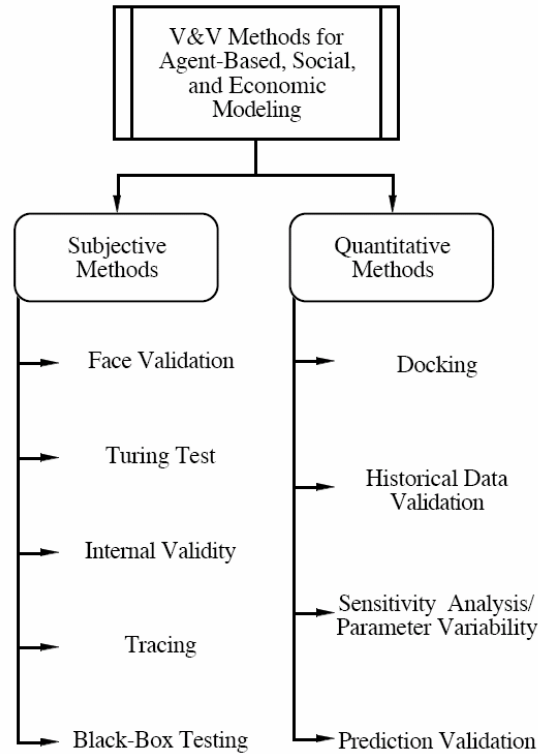 V&V Methods for
Agent-Based, Social,
and Economic
Modeling
Subjective
Methods
Face Validation
Turing Test
Internal Validity
Tracing
Black-Box Testing
Quantitative
Methods
Docking
Historical Data
Validation
Sensitivity Analysis/
Parameter Variability
Prediction Validation